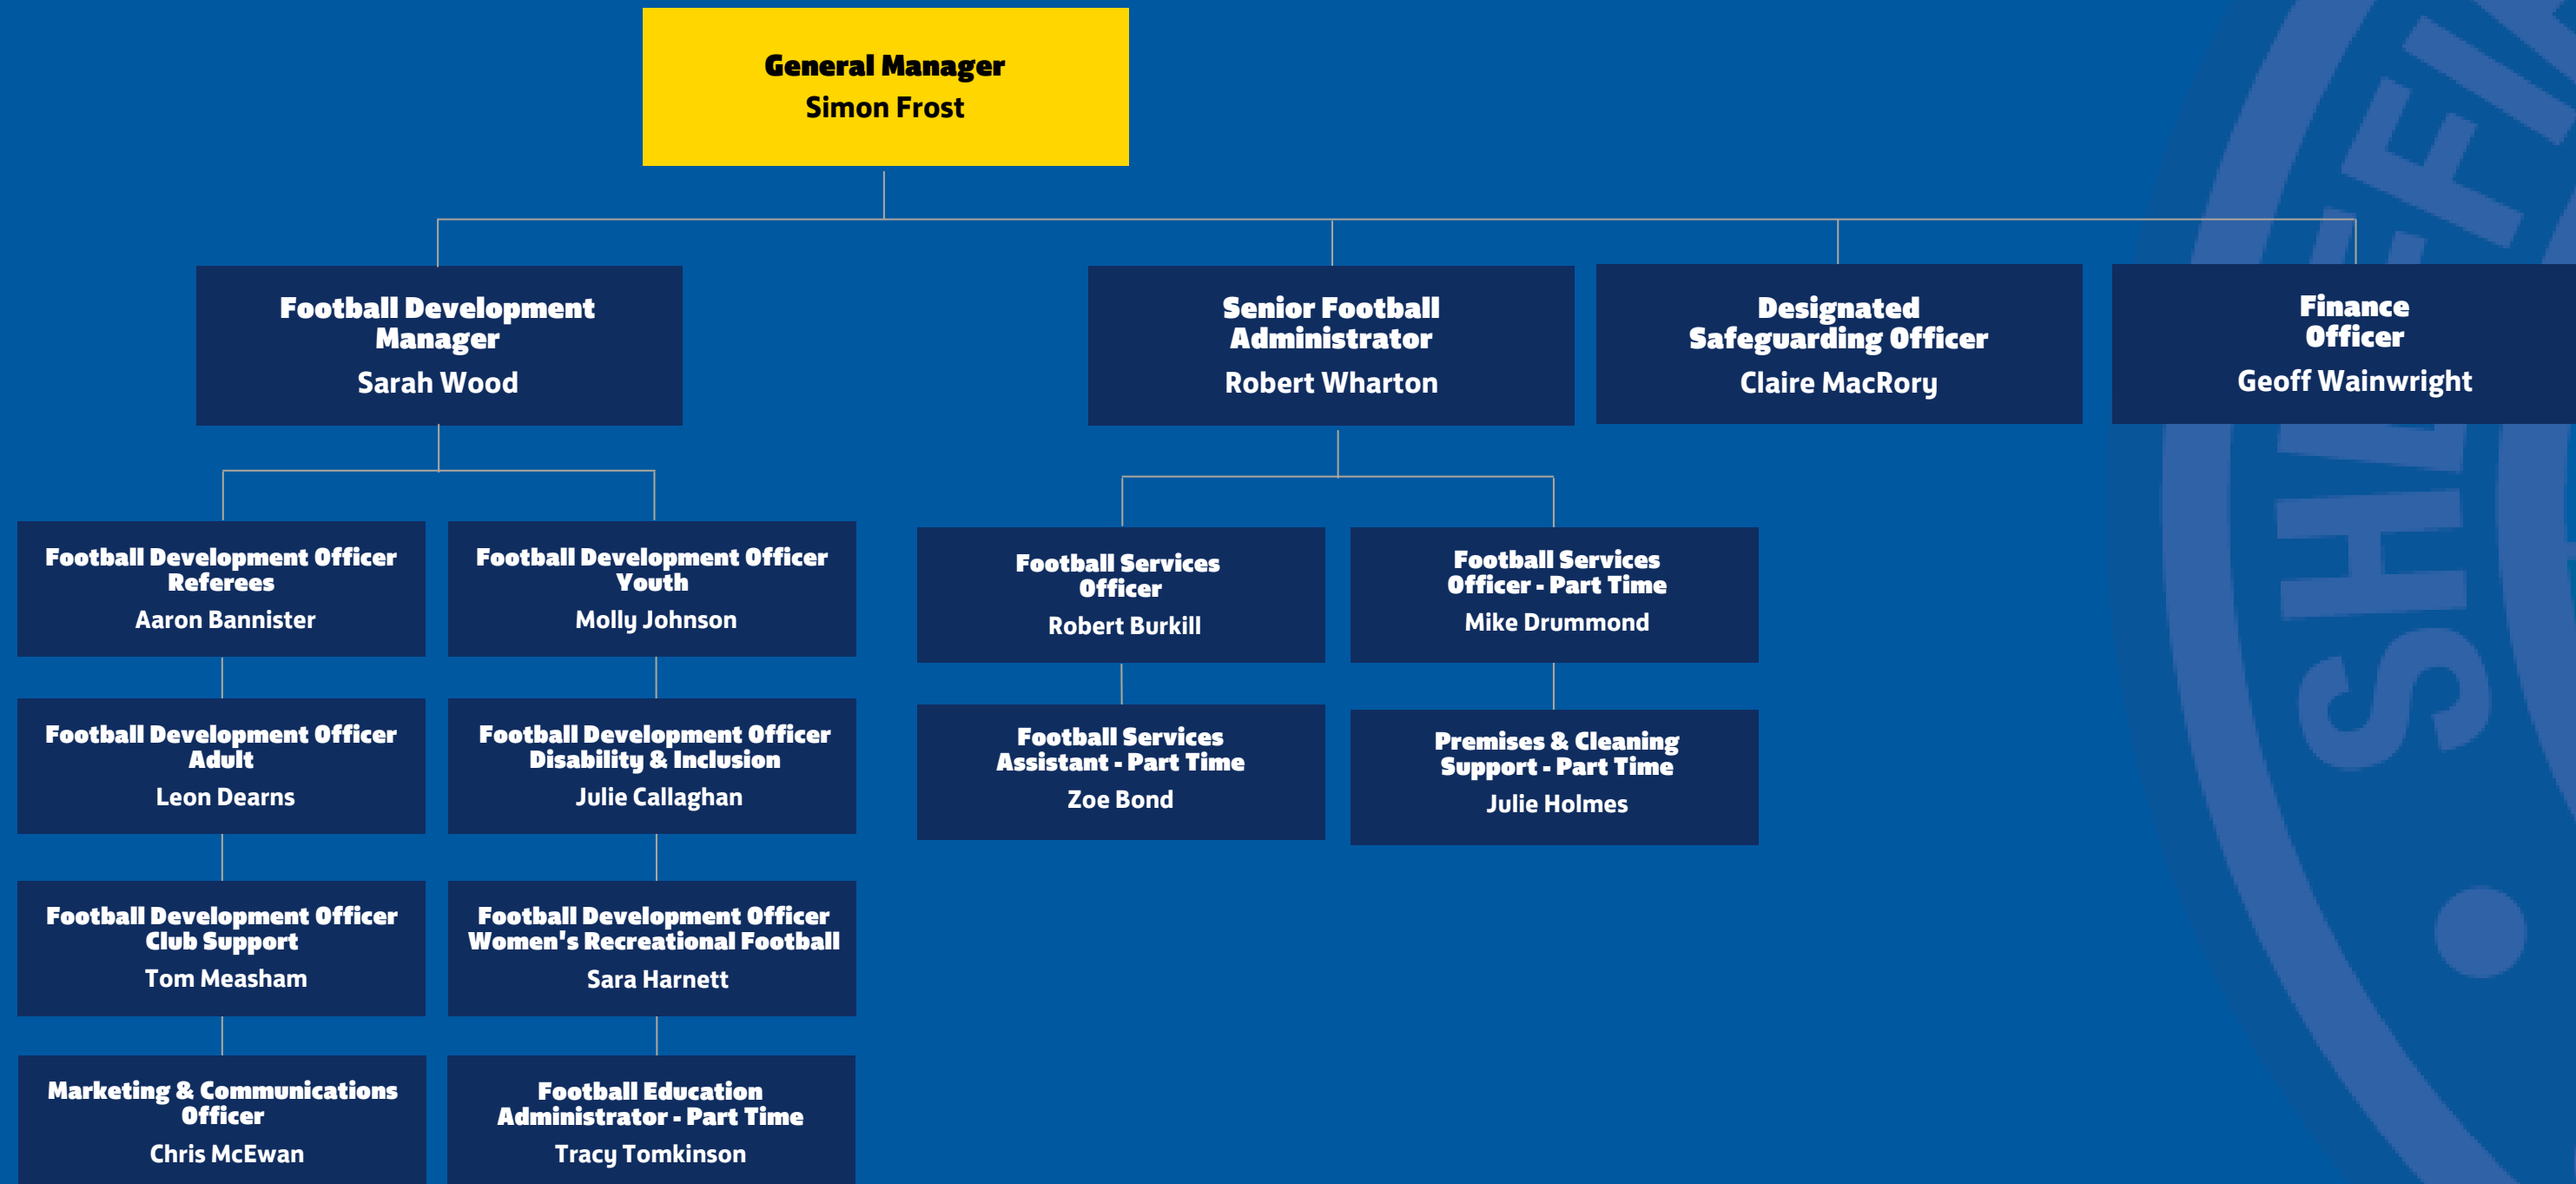 General Manager
Simon Frost
Football Development
Manager
Sarah Wood
Senior Football
Administrator
Robert Wharton
Designated
Safeguarding Officer
Claire MacRory
Finance
Officer
Geoff Wainwright
Football Development Officer
Referees
Aaron Bannister
Football Development Officer
Youth
Molly Johnson
Football Services
Officer
Robert Burkill
Football Services
Officer - Part Time
Mike Drummond
Football Development Officer
Adult
Leon Dearns
Football Development Officer
Disability & Inclusion
Julie Callaghan
Football Services
Assistant - Part Time
Zoe Bond
Premises & Cleaning
Support - Part Time
Julie Holmes
Football Development Officer
Club Support
Tom Measham
Football Development Officer
Women's Recreational Football
Sara Harnett
Marketing & Communications
Officer
Chris McEwan
Football Education
Administrator - Part Time
Tracy Tomkinson